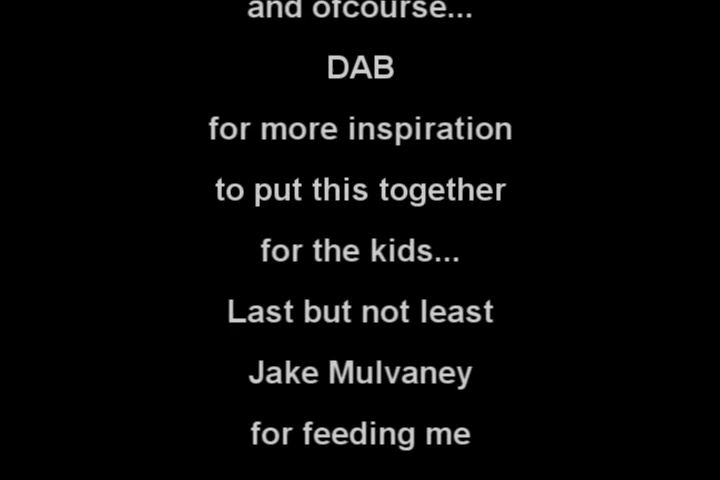 and ofcourse...
DAB
for more inspiration
to put this together
for the kids...
Last but not least
Jake Mulvaney
for feeding me